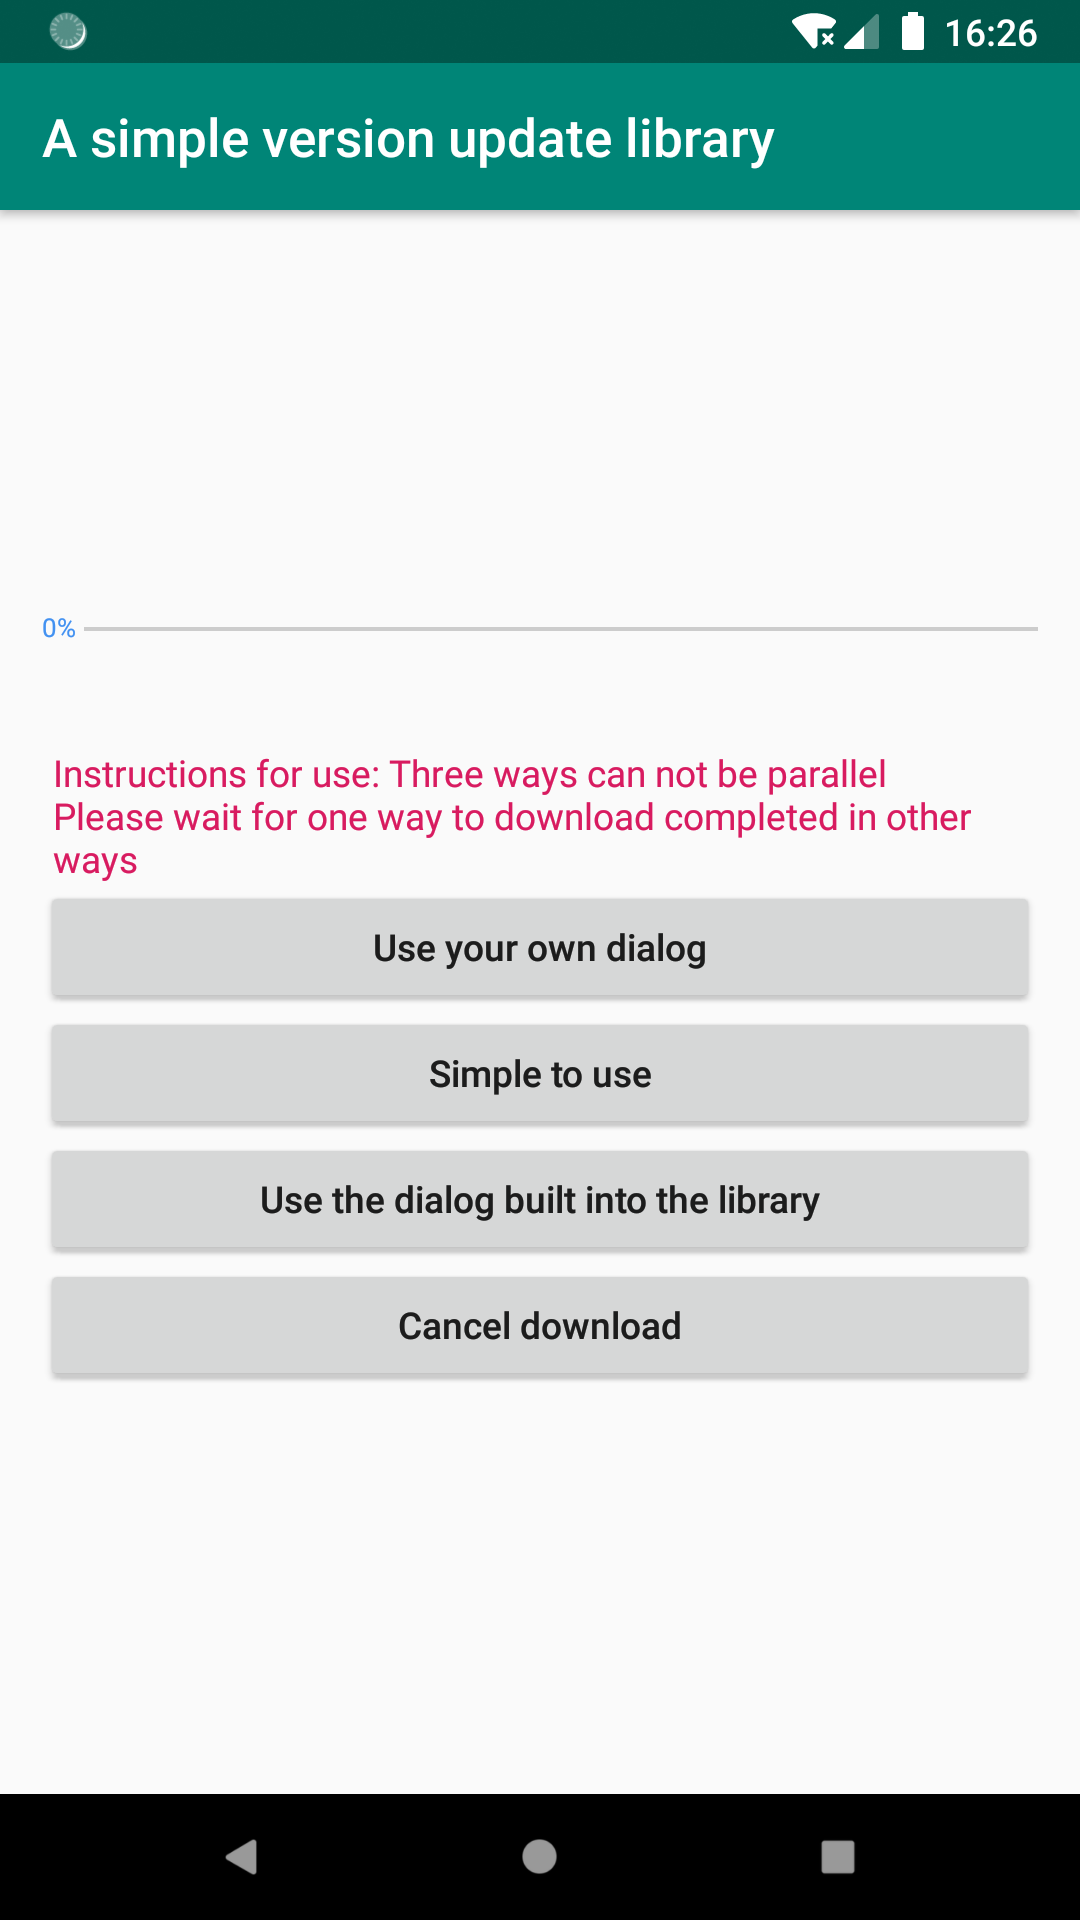 16:26
A simple version update library
0%
Instructions for use: Three ways can not be parallel
Please wait for one way to download completed in other
ways
Use your own dialog
Simple to use
Use the dialog built into the library
Cancel download